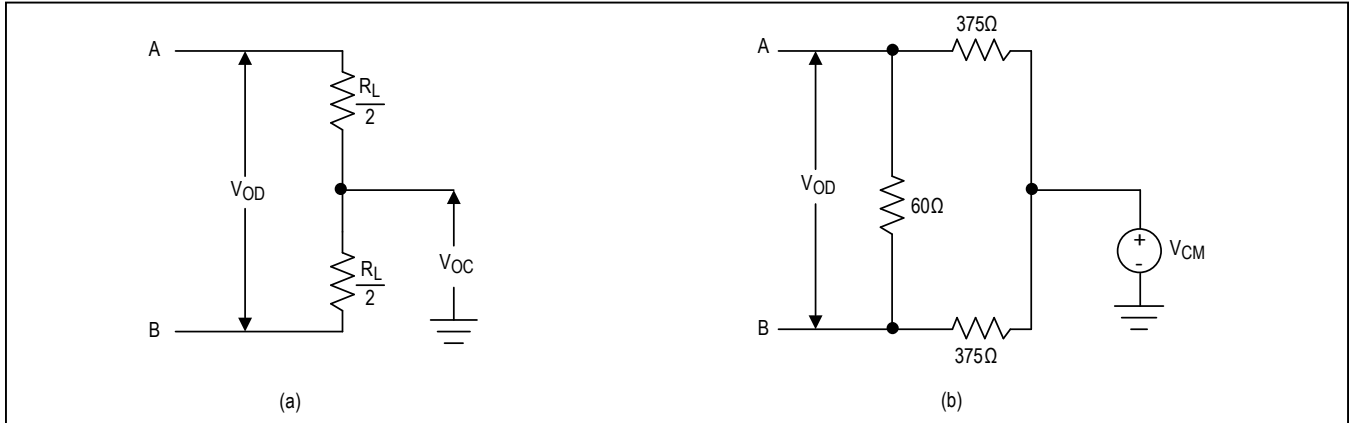 A
R_L
2
V_OD
R_L
2
V_OC
B
(a)
375Ω
A
V_OD
60Ω
+
-
V_CM
B
375Ω
(b)